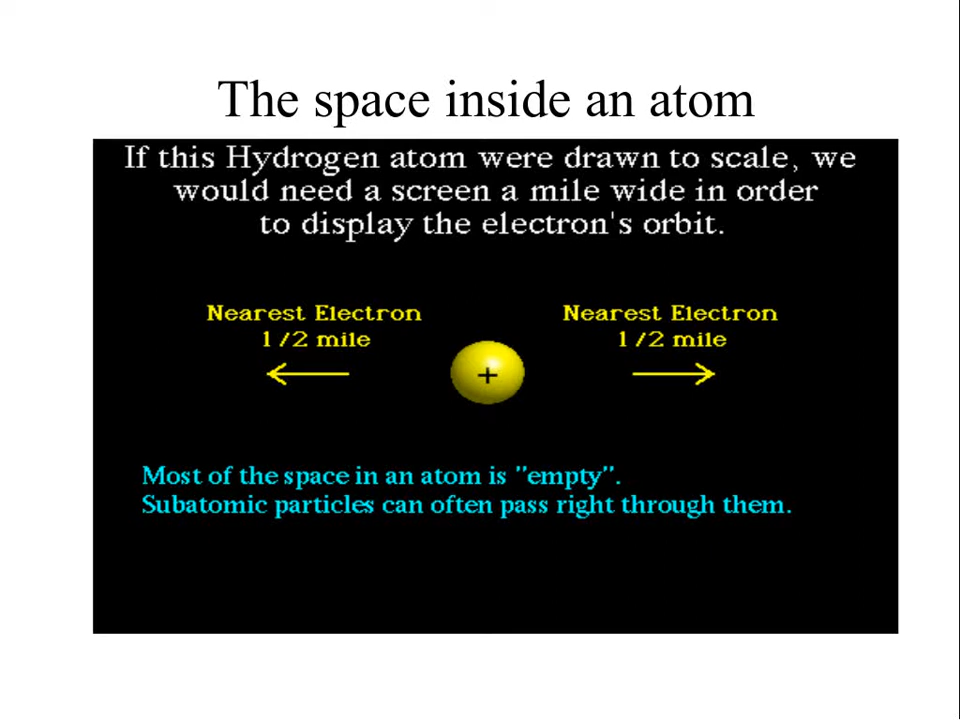 The space inside an atom
If this Hydrogen atom were drawn to scale, we
would need a screen a mile wide in order
to display the electron's orbit.
Nearest Electron
1/2 mile
Nearest Electron
1/2 mile
+
Most of the space in an atom is "empty".
Subatomic particles can often pass right through them.